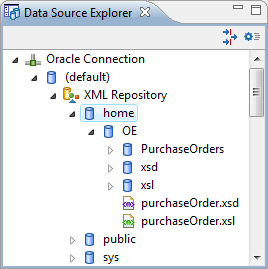 Data Source Explorer
Oracle Connection
(default)
XML Repository
home
OE
PurchaseOrders
xsd
xsl
purchaseOrder.xsd
purchaseOrder.xsl
public
sys